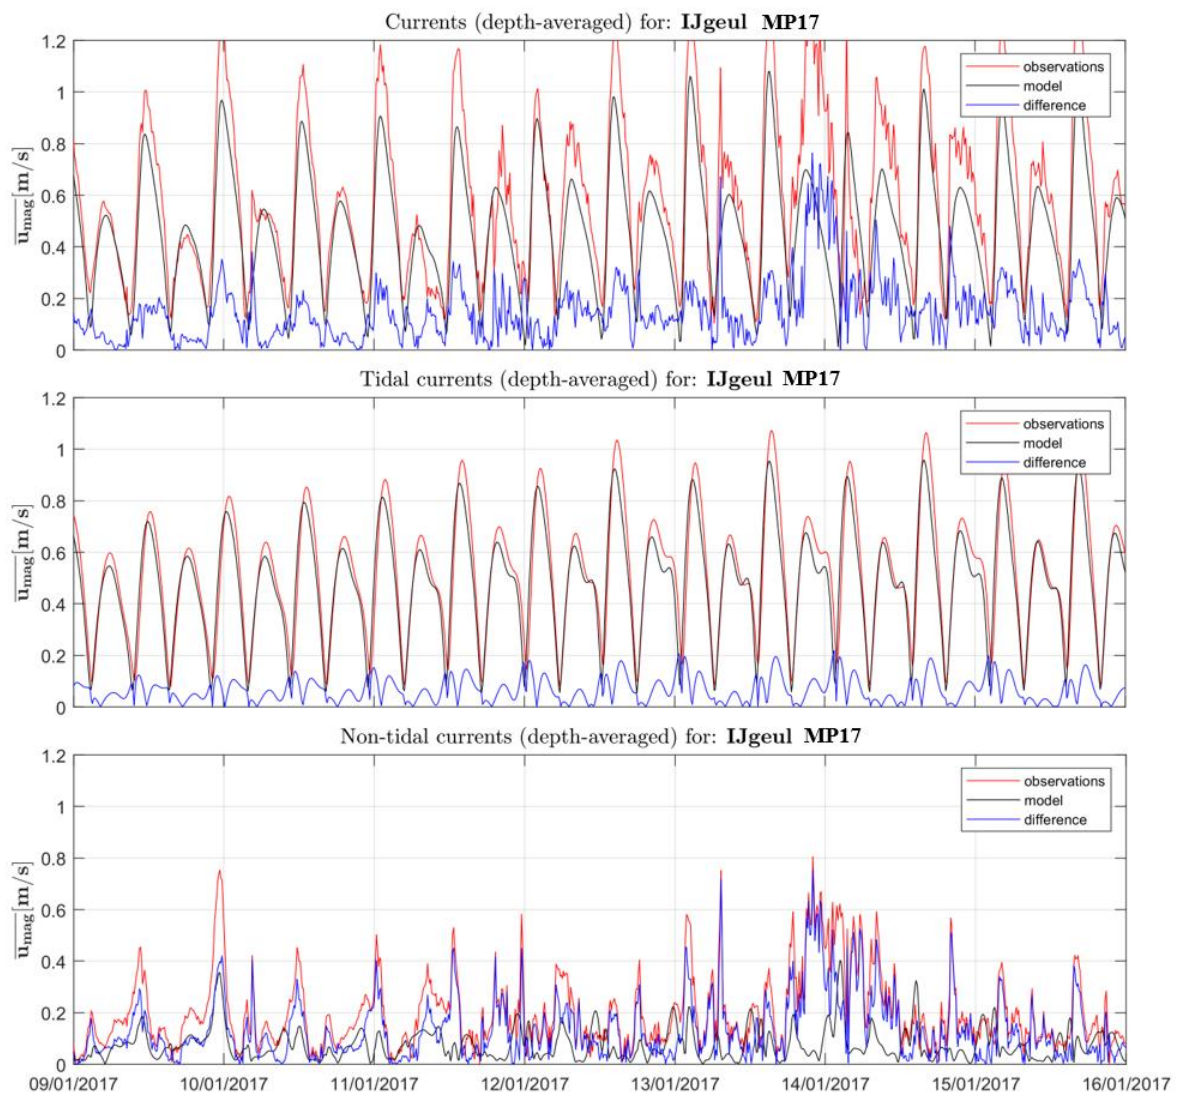 Currents (depth-averaged) for: IJgeul MP17
1.2
1
0.8
0.6
0.4
0.2
0
u_mag[m/s]
observations
model
difference
Tidal currents (depth-averaged) for: IJgeul MP17
1.2
1
0.8
0.6
0.4
0.2
0
u_mag[m/s]
observations
model
difference
Non-tidal currents (depth-averaged) for: IJgeul MP17
1.2
1
0.8
0.6
0.4
0.2
0
u_mag[m/s]
observations
model
difference
09/01/2017 10/01/2017 11/01/2017 12/01/2017 13/01/2017 14/01/2017 15/01/2017 16/01/2017